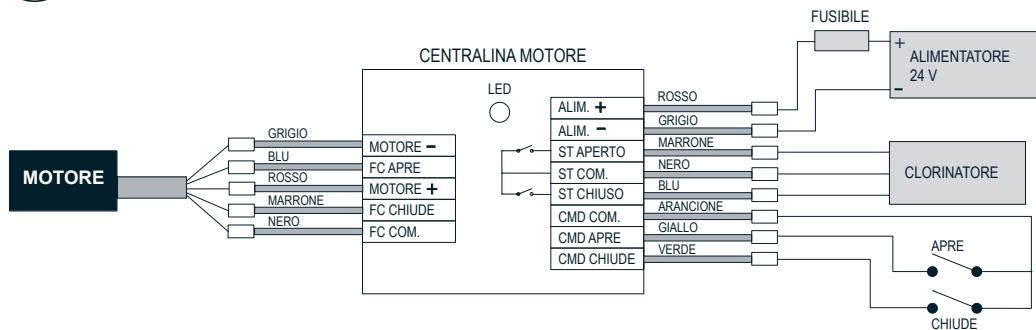 FUSIBILE
+
ALIMENTATORE
24 V
-
CENTRALINA MOTORE
LED
MOTORE
GRIGIO
BLU
ROSSO
MARRONE
NERO
MOTORE -
FC APRE
MOTORE +
FC CHIUDE
FC COM.
ALIM. +
ALIM. -
ST APERTO
ST COM.
ST CHIUSO
CMD COM.
CMD APRE
CMD CHIUDE
ROSSO
GRIGIO
MARRONE
NERO
BLU
ARANCIONE
GIALLO
VERDE
CLORINATORE
APRE
CHIUDE